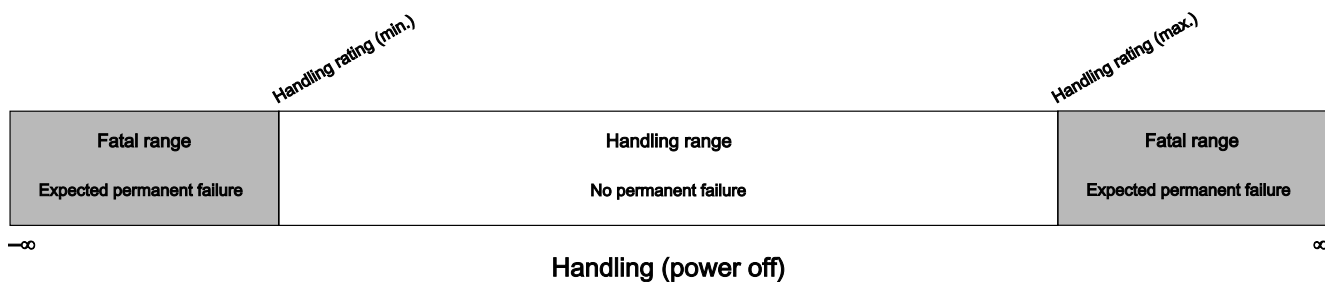 Handling rating (min.)
Handling rating (max.)
Fatal range
Handling range
Fatal range
Expected permanent failure
No permanent failure
Expected permanent failure
–∞
∞
Handling (power off)